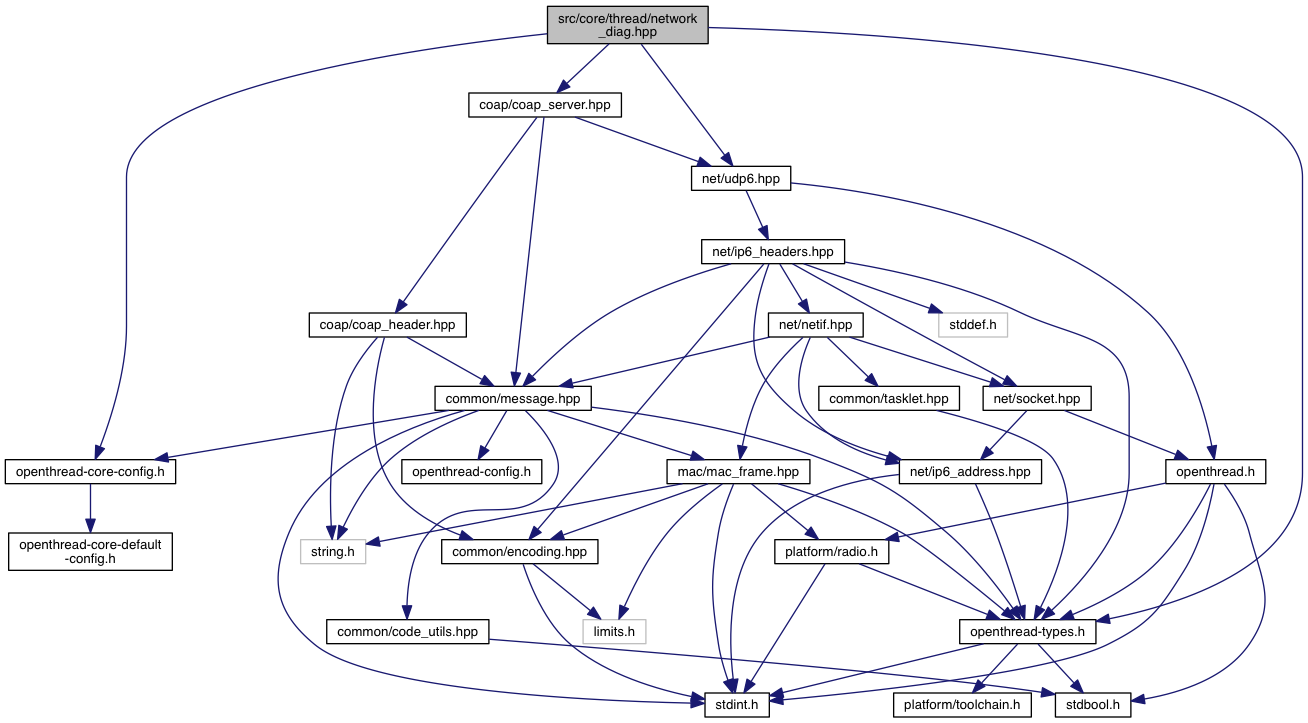 src/core/thread/network
_diag.hpp
coap/coap_server.hpp
net/udp6.hpp
net/ip6_headers.hpp
coap/coap_header.hpp
net/netif.hpp
stddef.h
common/message.hpp
common/tasklet.hpp
net/socket.hpp
openthread-core-config.h
openthread-config.h
mac/mac_frame.hpp
net/ip6_address.hpp
openthread.h
openthread-core-default
-config.h
string.h
common/encoding.hpp
platform/radio.h
common/code_utils.hpp
limits.h
openthread-types.h
stdint.h
platform/toolchain.h
stdbool.h